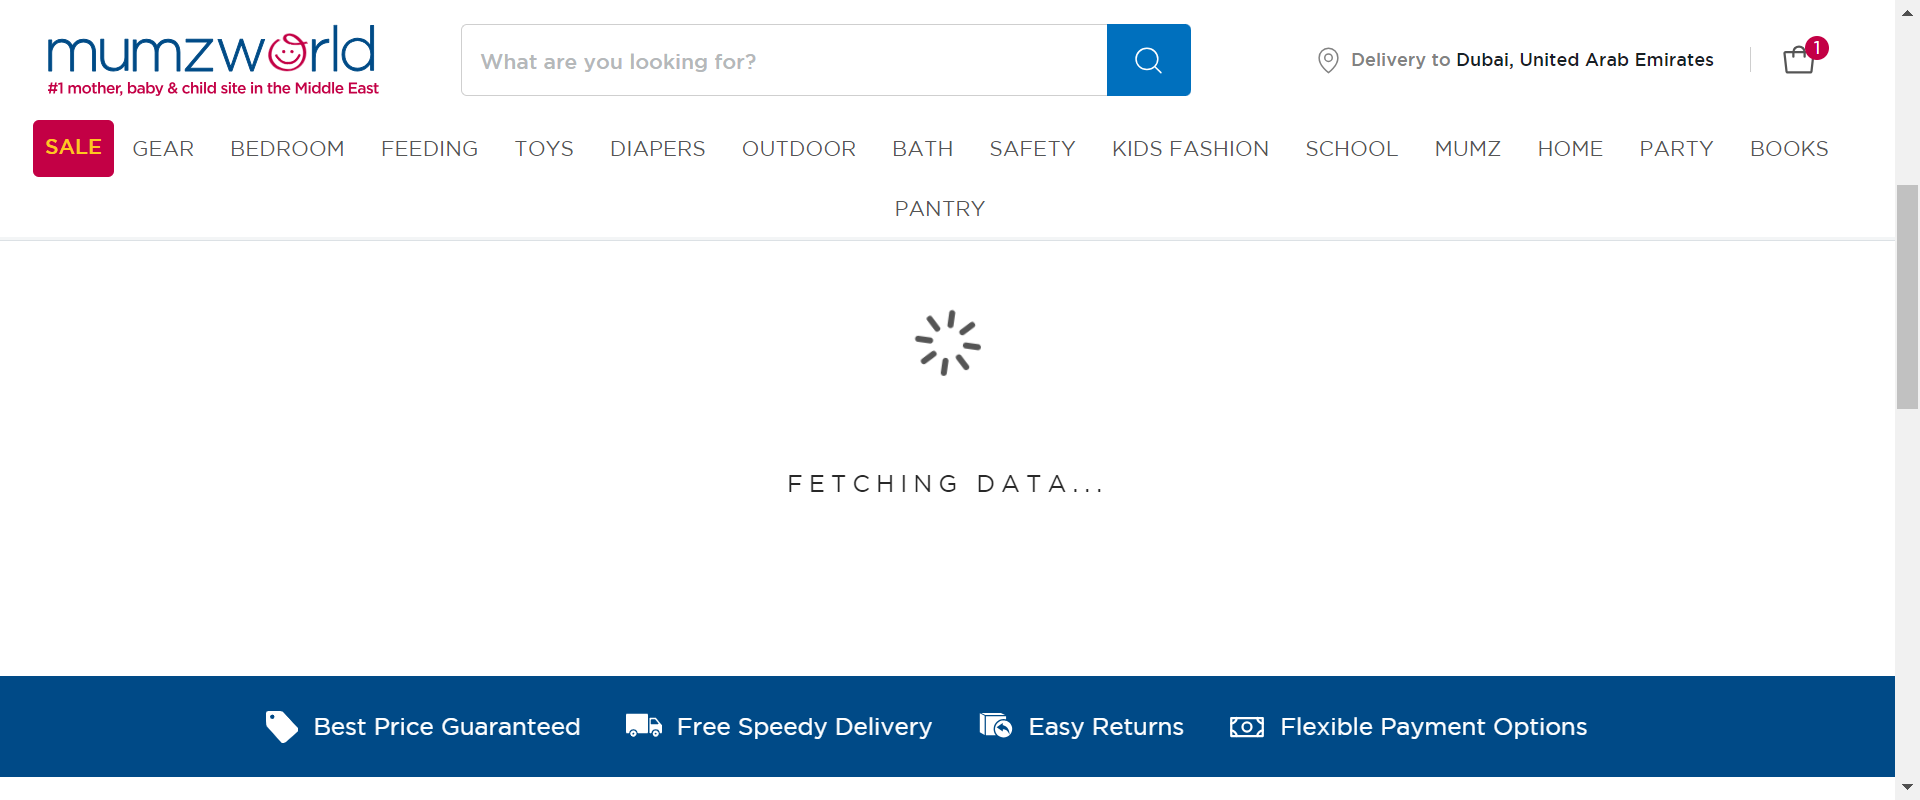 mumzworld
#1 mother, baby & child site in the Middle East
What are you looking for?
Delivery to Dubai, United Arab Emirates
1
SALE GEAR BEDROOM FEEDING TOYS DIAPERS OUTDOOR BATH SAFETY KIDS FASHION SCHOOL MUMZ HOME PARTY BOOKS
PANTRY
FETCHING DATA...
Best Price Guaranteed Free Speedy Delivery Easy Returns Flexible Payment Options